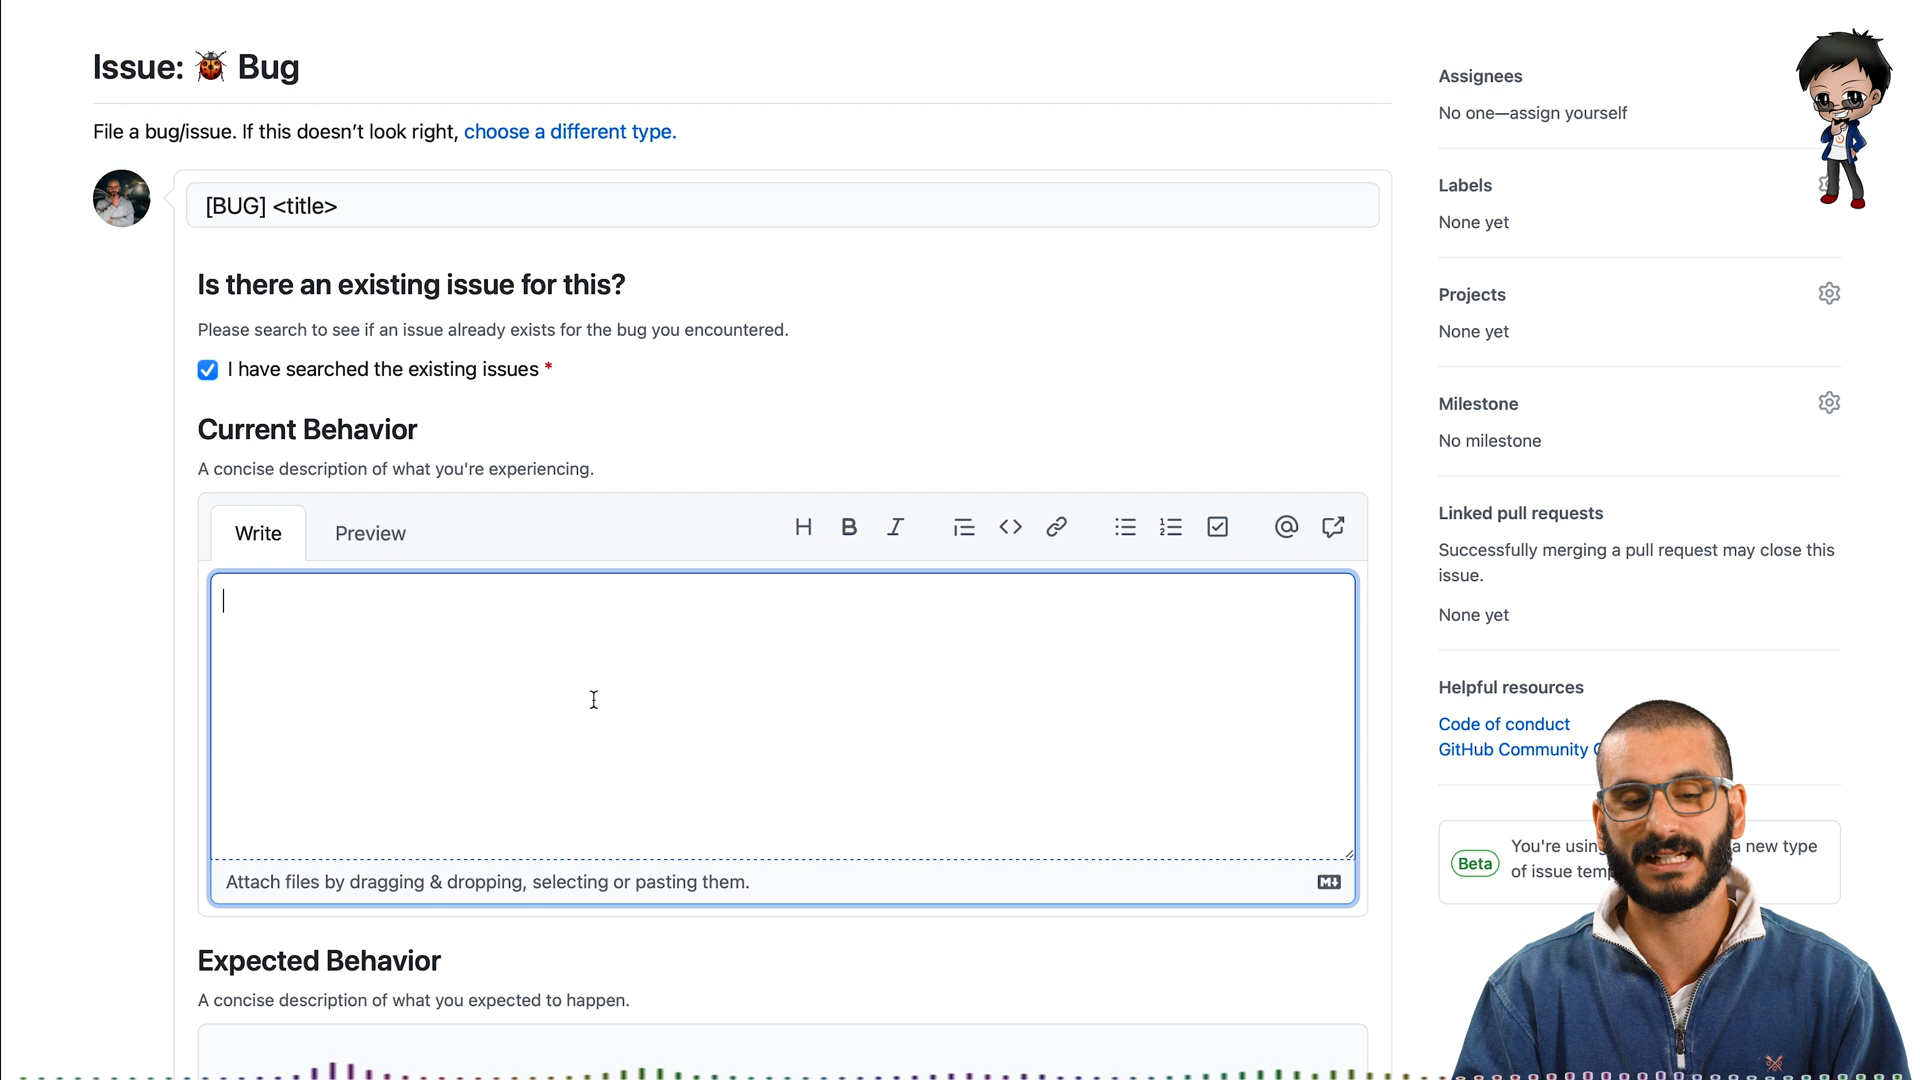 Issue: 🐞 Bug
File a bug/issue. If this doesn't look right, choose a different type.
[BUG] <title>
Is there an existing issue for this?
Please search to see if an issue already exists for the bug you encountered.
I have searched the existing issues *
Current Behavior
A concise description of what you're experiencing.
Write
Preview
Attach files by dragging & dropping, selecting or pasting them.
Expected Behavior
A concise description of what you expected to happen.
Assignees
No one—assign yourself
Labels
None yet
Projects
None yet
Milestone
No milestone
Linked pull requests
Successfully merging a pull request may close this
issue.
None yet
Helpful resources
Code of conduct
GitHub Community
Beta
You're using a new type
of issue